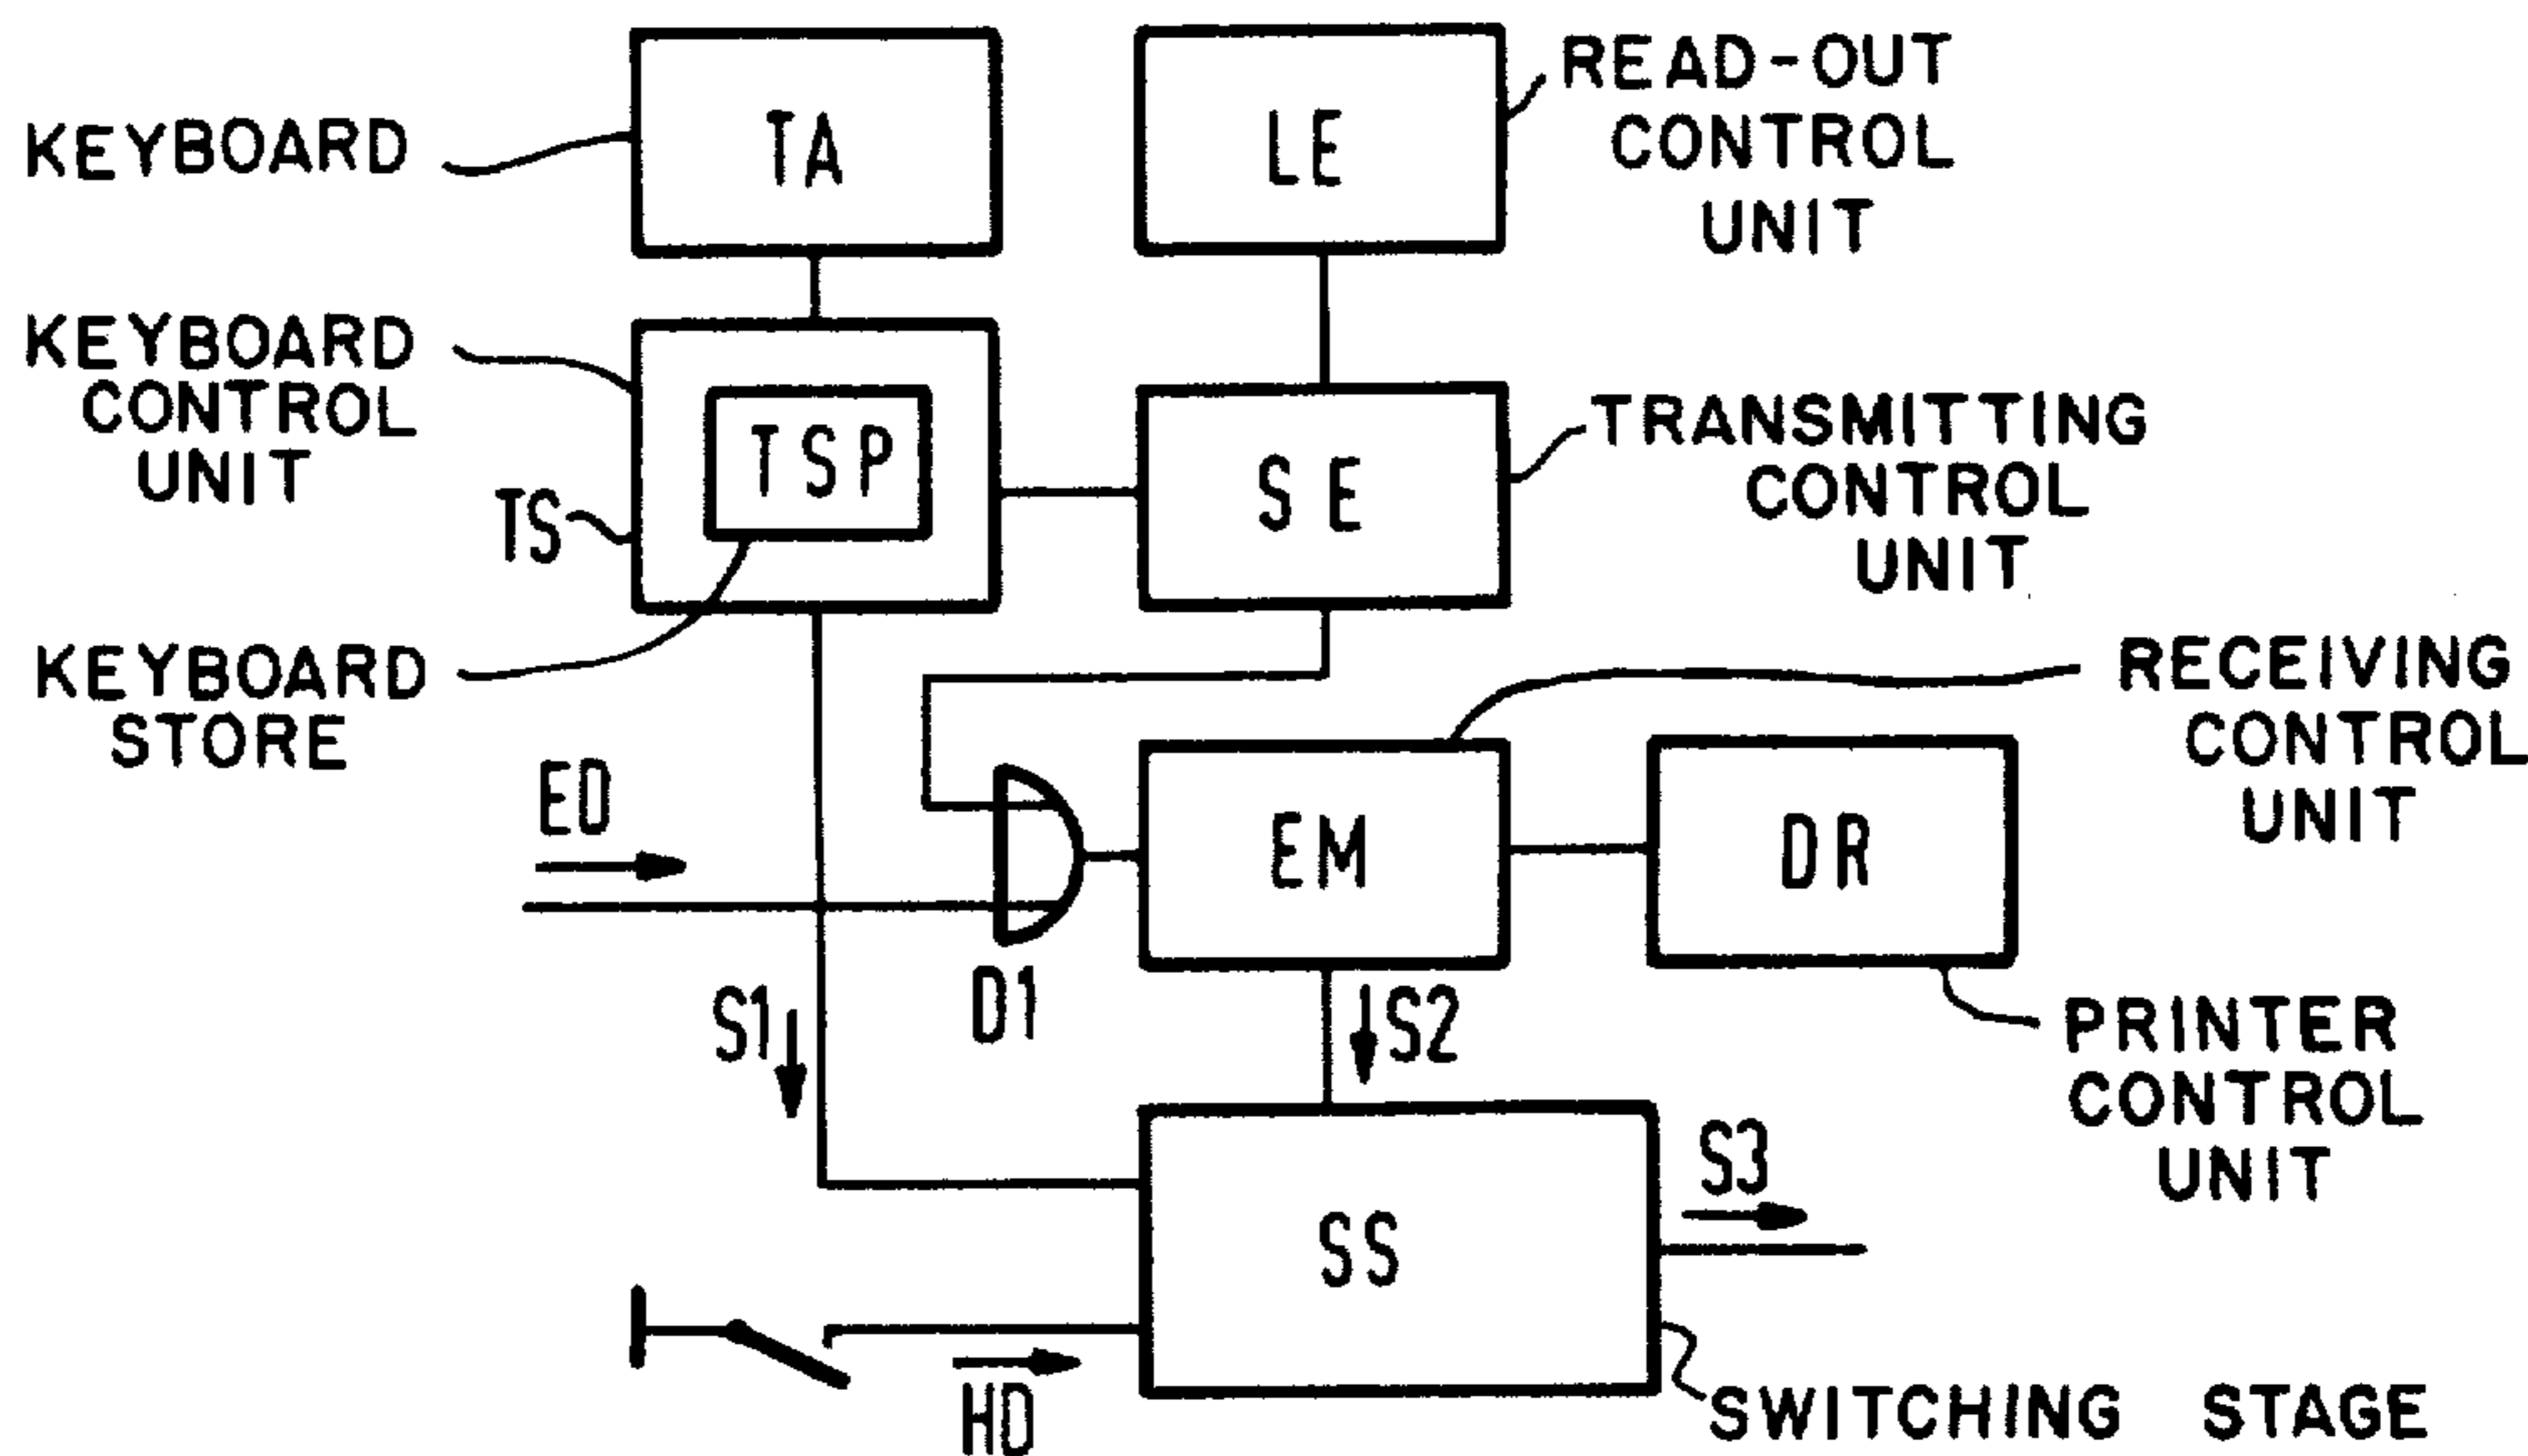 KEYBOARD
TA
LE
READ-OUT
CONTROL
UNIT
KEYBOARD
CONTROL
UNIT
TS
TSP
SE
TRANSMITTING
CONTROL
UNIT
KEYBOARD
STORE
ED
D1
EM
DR
RECEIVING
CONTROL
UNIT
S1
S2
PRINTER
CONTROL
UNIT
SS
S3
HD
SWITCHING STAGE